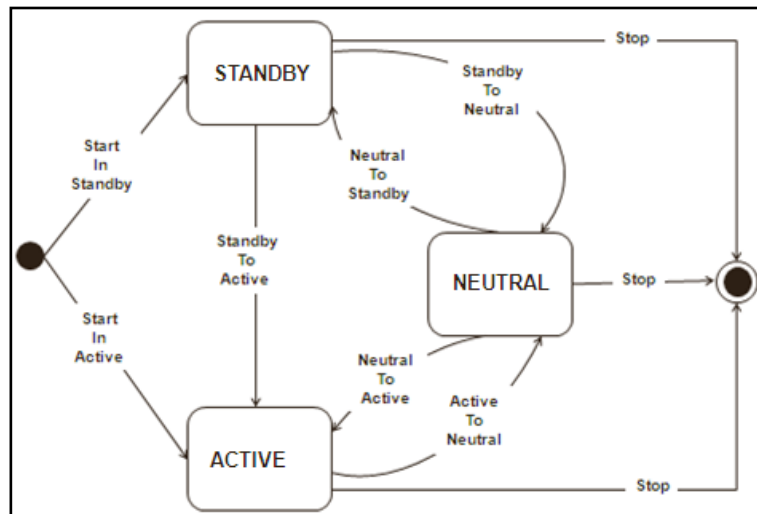 STANDBY
Stop
Standby
To
Neutral
Start
In
Standby
Neutral
To
Standby
Standby
To
Active
NEUTRAL
Stop
Start
In
Active
Neutral
To
Active
Active
To
Neutral
ACTIVE
Stop